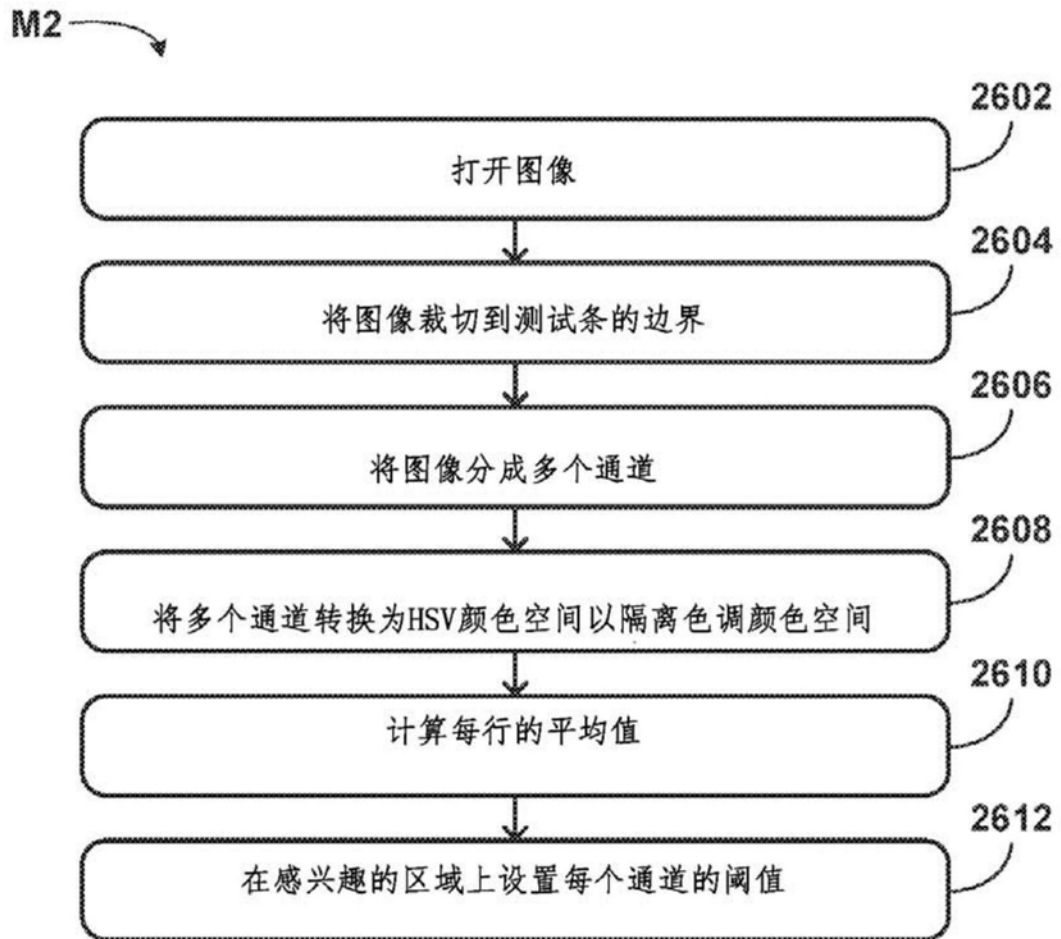 M2
2602
打开图像
2604
将图像裁切到测试条的边界
2606
将图像分成多个通道
2608
将多个通道转换为HSV颜色空间以隔离色调颜色空间
2610
计算每行的平均值
2612
在感兴趣的区域上设置每个通道的阈值